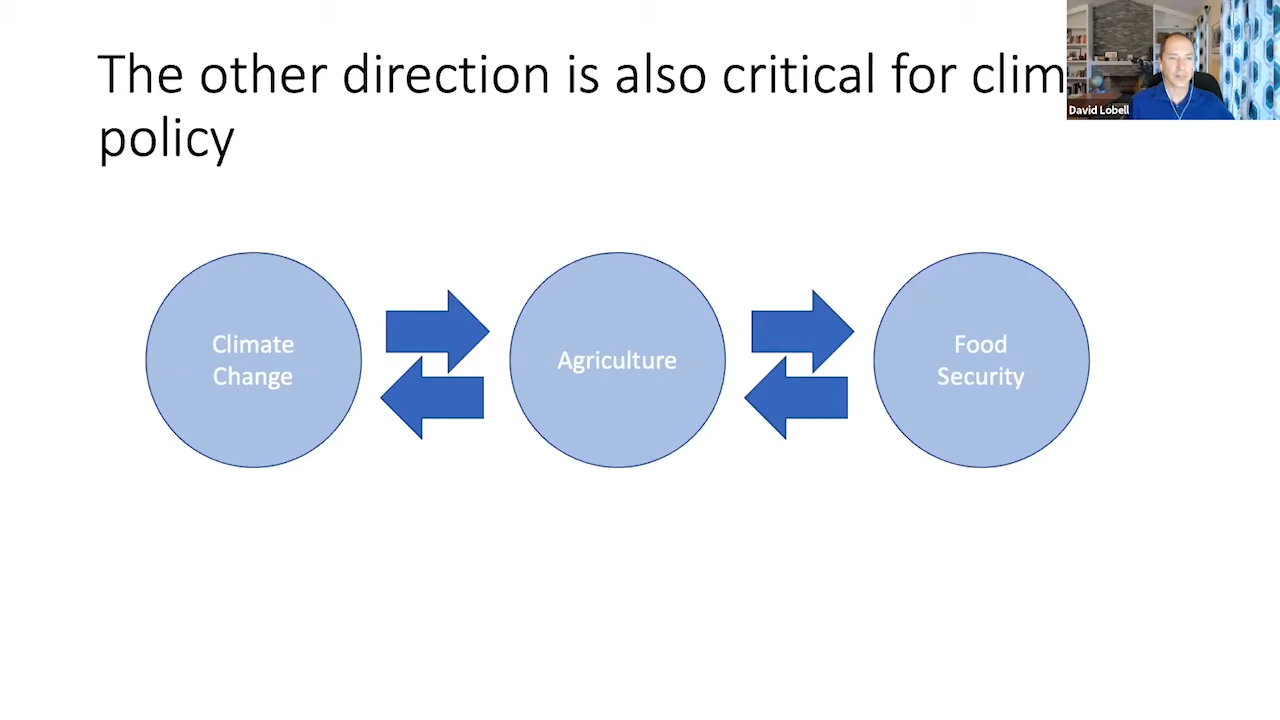 The other direction is also critical for clim
policy
David Lobell
Climate
Change
Agriculture
Food
Security